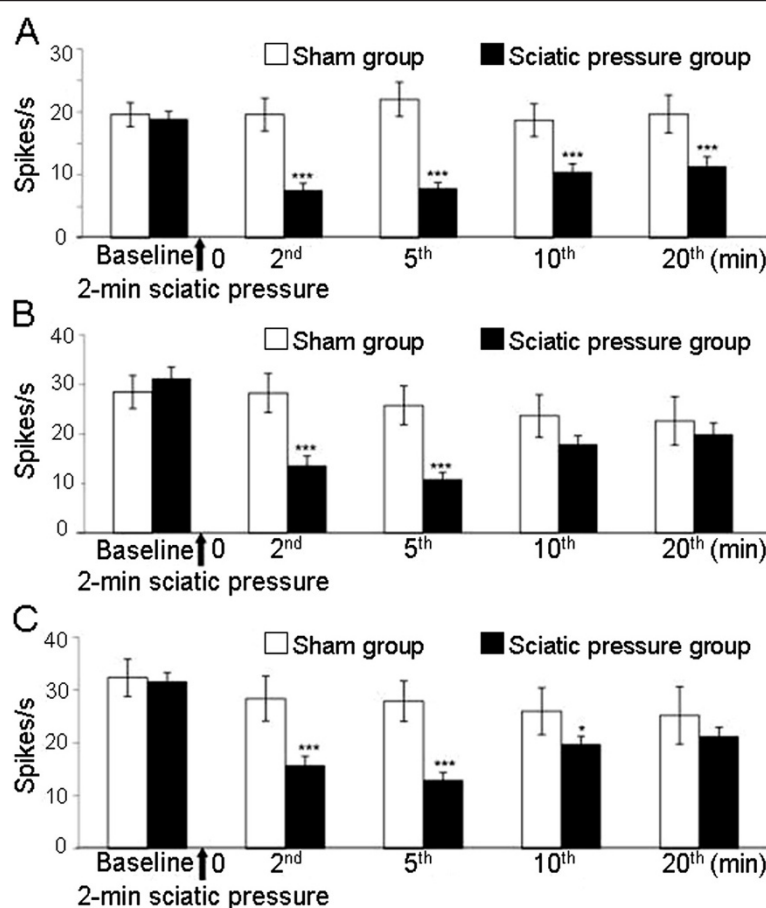 A
Sham group Sciatic pressure group
Spikes/s
30
20
10
0
*** *** *** ***
Baseline 0 2nd 5th 10th 20th (min)
2-min sciatic pressure
B
Sham group Sciatic pressure group
Spikes/s
40
30
20
10
0
*** ***
Baseline 0 2nd 5th 10th 20th (min)
2-min sciatic pressure
C
Sham group Sciatic pressure group
Spikes/s
40
30
20
10
0
*** *** *
Baseline 0 2nd 5th 10th 20th (min)
2-min sciatic pressure